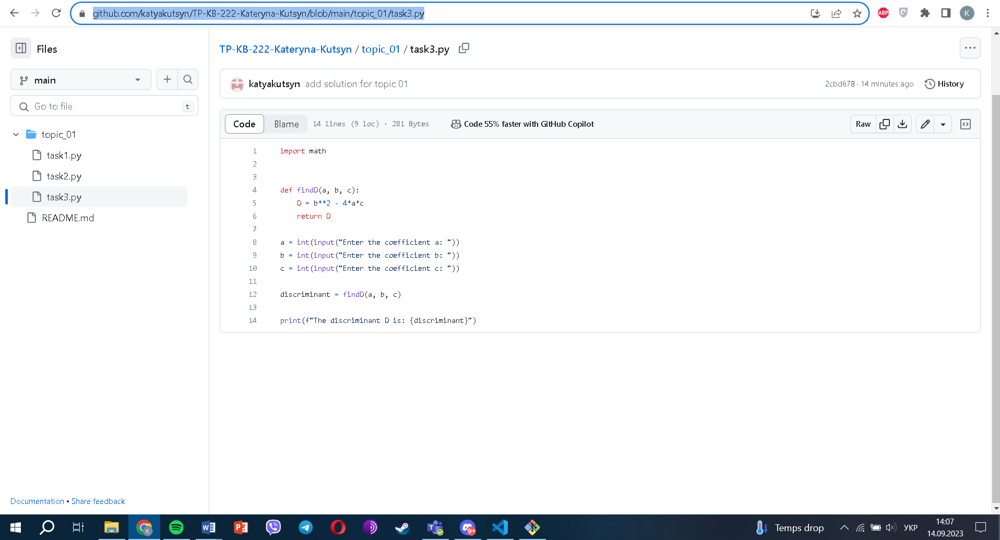 github.com/katyakutsyn/TP-KB-222-Kateryna-Kutsyn/blob/main/topic_01/task3.py
ABP
K
Files
TP-KB-222-Kateryna-Kutsyn / topic_01 / task3.py
main
katyakutsyn add solution for topic 01
2cbd678 · 14 minutes ago
History
Go to file
t
Code
Blame
14 lines (9 loc) · 281 Bytes
Code 55% faster with GitHub Copilot
Raw
topic_01
task1.py
task2.py
task3.py
README.md
1 import math
2
3
4 def findD(a, b, c):
5 D = b**2 - 4*a*c
6 return D
7
8 a = int(input("Enter the coefficient a: "))
9 b = int(input("Enter the coefficient b: "))
10 c = int(input("Enter the coefficient c: "))
11
12 discriminant = findD(a, b, c)
13
14 print(f"The discriminant D is: {discriminant}")
Documentation • Share feedback
K
W
P
9+
Temps drop
УКР
14:07
14.09.2023